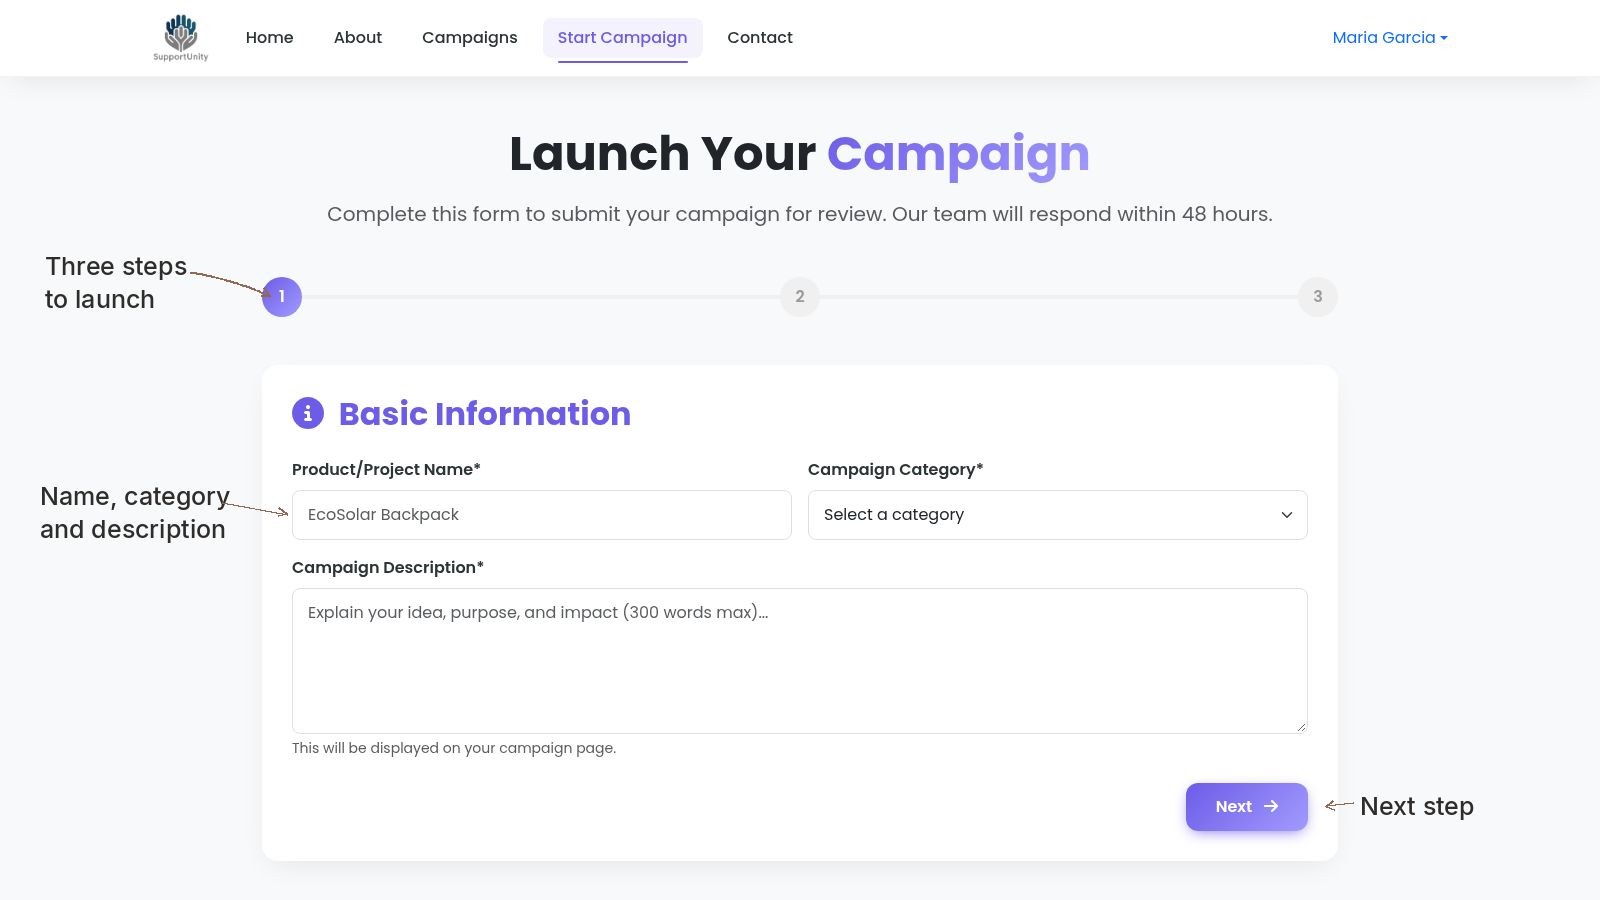 SupportUnity
Home
About
Campaigns
Start Campaign
Contact
Maria Garcia
Launch Your Campaign
Complete this form to submit your campaign for review. Our team will respond within 48 hours.
Three steps
to launch
1
2
3
Basic Information
Product/Project Name*
Campaign Category*
Name, category
and description
EcoSolar Backpack
Select a category
Campaign Description*
Explain your idea, purpose, and impact (300 words max)...
This will be displayed on your campaign page.
Next
Next step